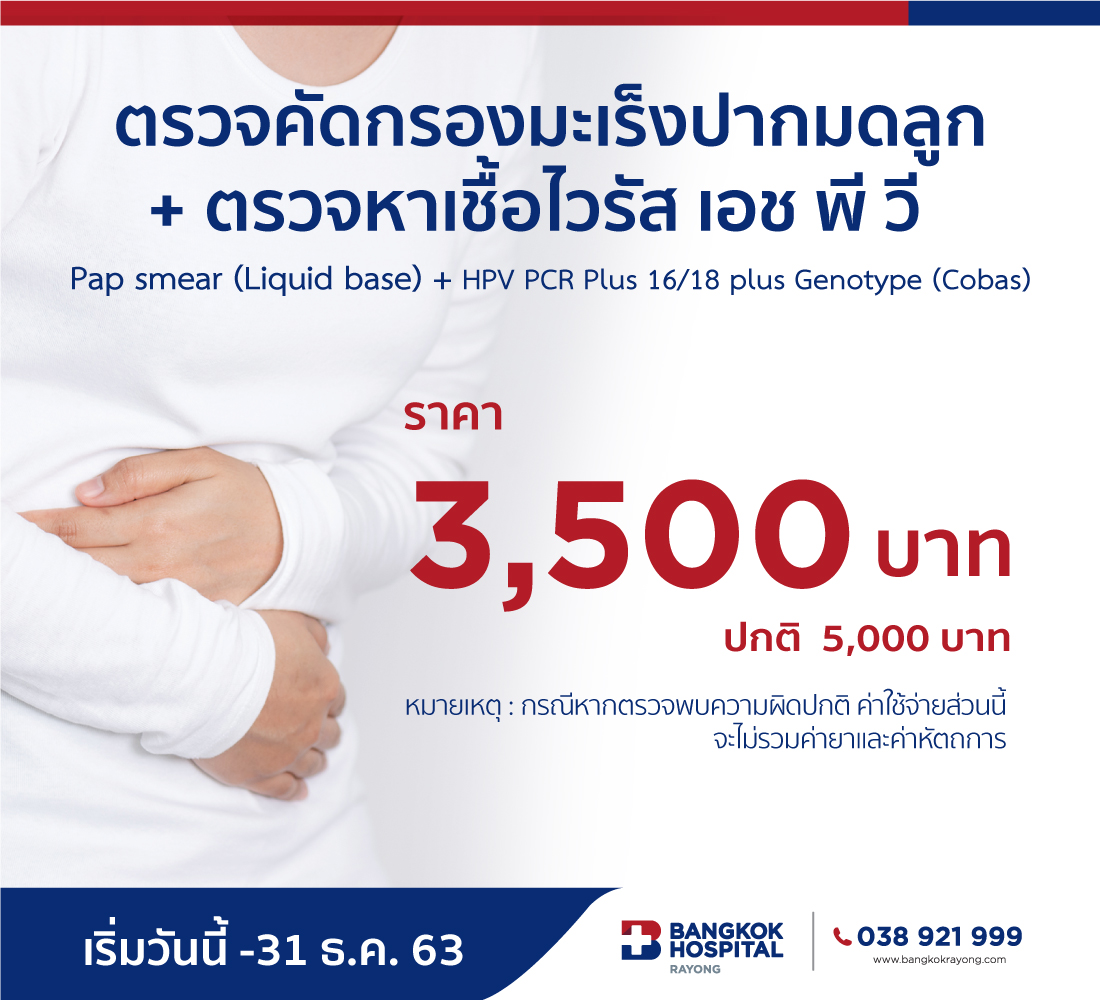 ตรวจคัดกรองมะเร็งปากมดลูก
+ ตรวจหาเชื้อไวรัส เอช พี วี
Pap smear (Liquid base) + HPV PCR Plus 16/18 plus Genotype (Cobas)
ราคา
3,500 บาท
ปกติ 5,000 บาท
หมายเหตุ : กรณีหากตรวจพบความผิดปกติ ค่าใช้จ่ายส่วนนี้
จะไม่รวมค่ายาและค่าหัตถการ
เริ่มวันนี้ -31 ธ.ค. 63
BANGKOK
HOSPITAL
RAYONG
038 921 999
www.bangkokrayong.com